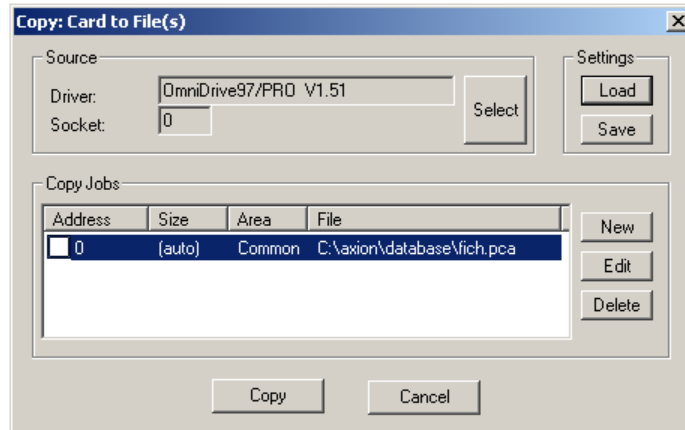 Copy: Card to File(s)
Source
Driver: OmniDrive97/PRO V1.51
Socket: 0
Select
Settings
Load
Save
Copy Jobs
Address Size Area File
0 (auto) Common C:\axion\database\fich.pca
New
Edit
Delete
Copy Cancel